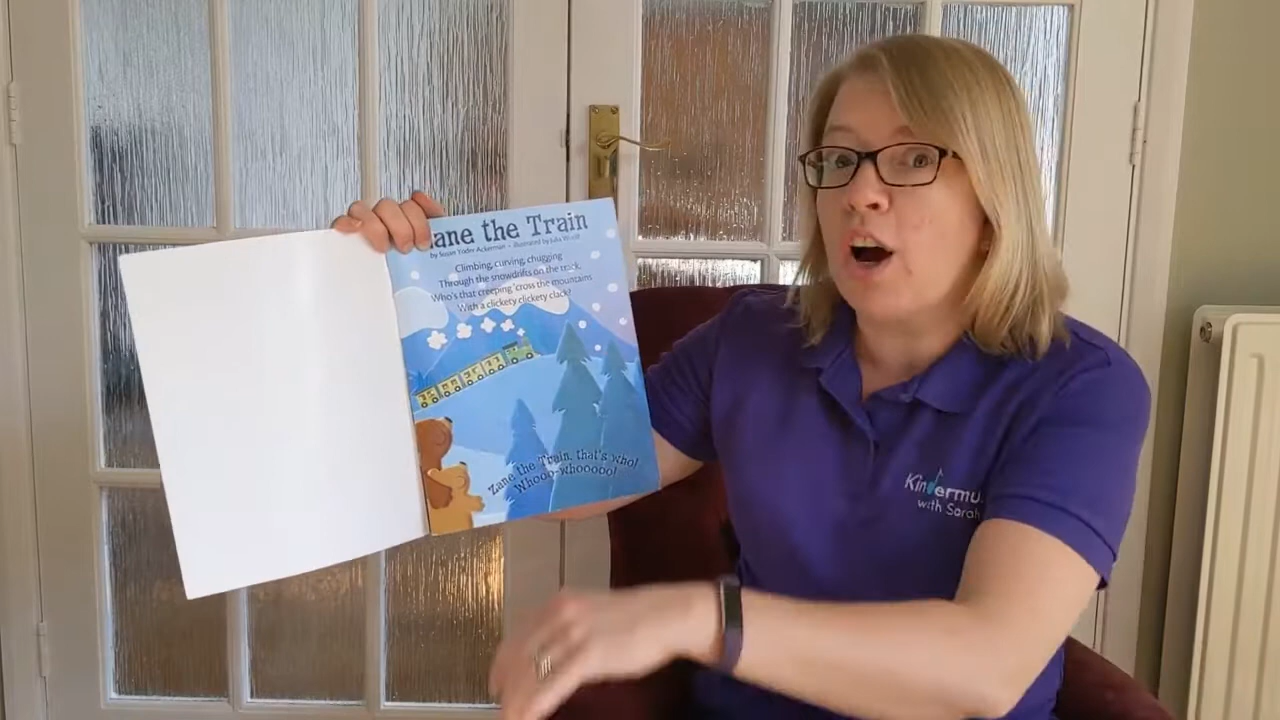 ane the Train
by Susan Yoder Ackerman - illustrated by Julia Woolf
Climbing, curving, chugging
Through the snowdrifts on the track,
Who's that creeping 'cross the mountains
With a clickety clickety clack?
Zane the Train, that's who!
Whooo-whooooo!
Kindermu
with Sarah